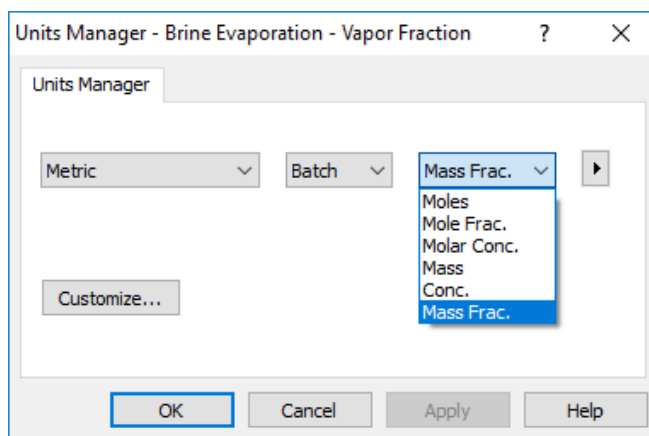 Units Manager - Brine Evaporation - Vapor Fraction ?
Units Manager
Metric Batch Mass Frac.
Moles
Mole Frac.
Molar Conc.
Mass
Conc.
Mass Frac.
Customize...
OK Cancel Apply Help